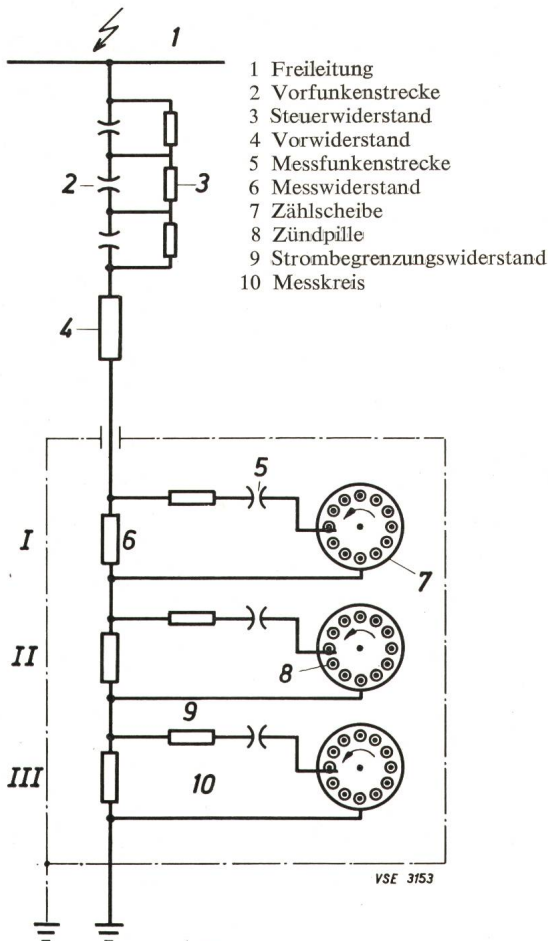 1
1 Freileitung
2 Vorfunkenstrecke
3 Steuerwiderstand
4 Vorwiderstand
5 Messfunkenstrecke
6 Messwiderstand
7 Zählscheibe
8 Zündpille
9 Strombegrenzungswiderstand
10 Messkreis
2
3
4
5
I
6
7
II
8
9
III
10
VSE 3153